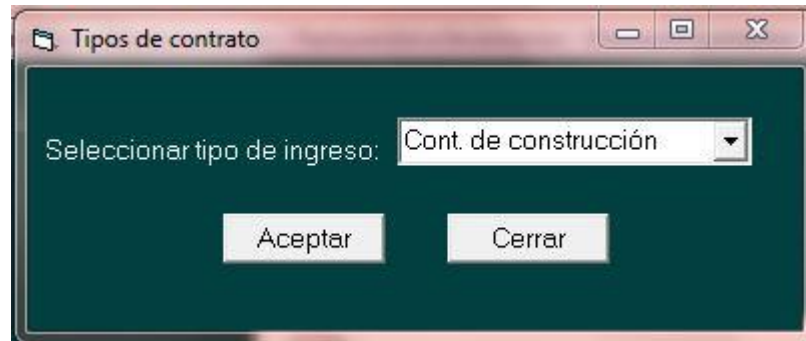 Tipos de contrato
Seleccionar tipo de ingreso: Cont. de construcción
Aceptar Cerrar